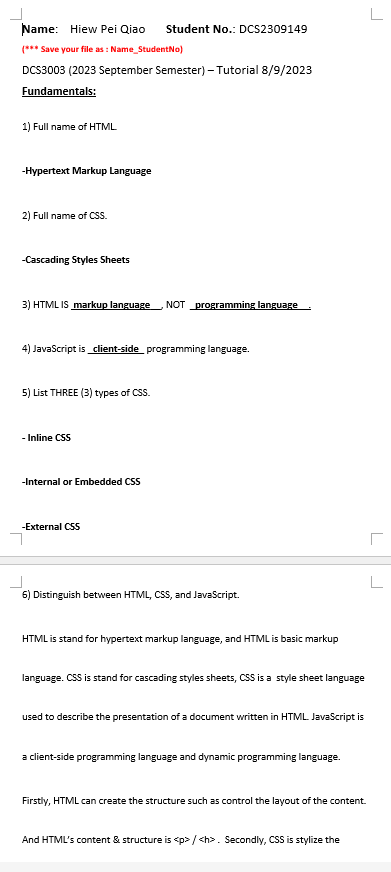 Name: Hiew Pei Qiao Student No.: DCS2309149
(*** Save your file as : Name_StudentNo)
DCS3003 (2023 September Semester) – Tutorial 8/9/2023
Fundamentals:
1) Full name of HTML.
-Hypertext Markup Language
2) Full name of CSS.
-Cascading Styles Sheets
3) HTML IS markup language , NOT programming language .
4) JavaScript is client-side programming language.
5) List THREE (3) types of CSS.
- Inline CSS
-Internal or Embedded CSS
-External CSS
6) Distinguish between HTML, CSS, and JavaScript.
HTML is stand for hypertext markup language, and HTML is basic markup
language. CSS is stand for cascading styles sheets, CSS is a style sheet language
used to describe the presentation of a document written in HTML. JavaScript is
a client-side programming language and dynamic programming language.
Firstly, HTML can create the structure such as control the layout of the content.
And HTML's content & structure is <p> / <h> . Secondly, CSS is stylize the